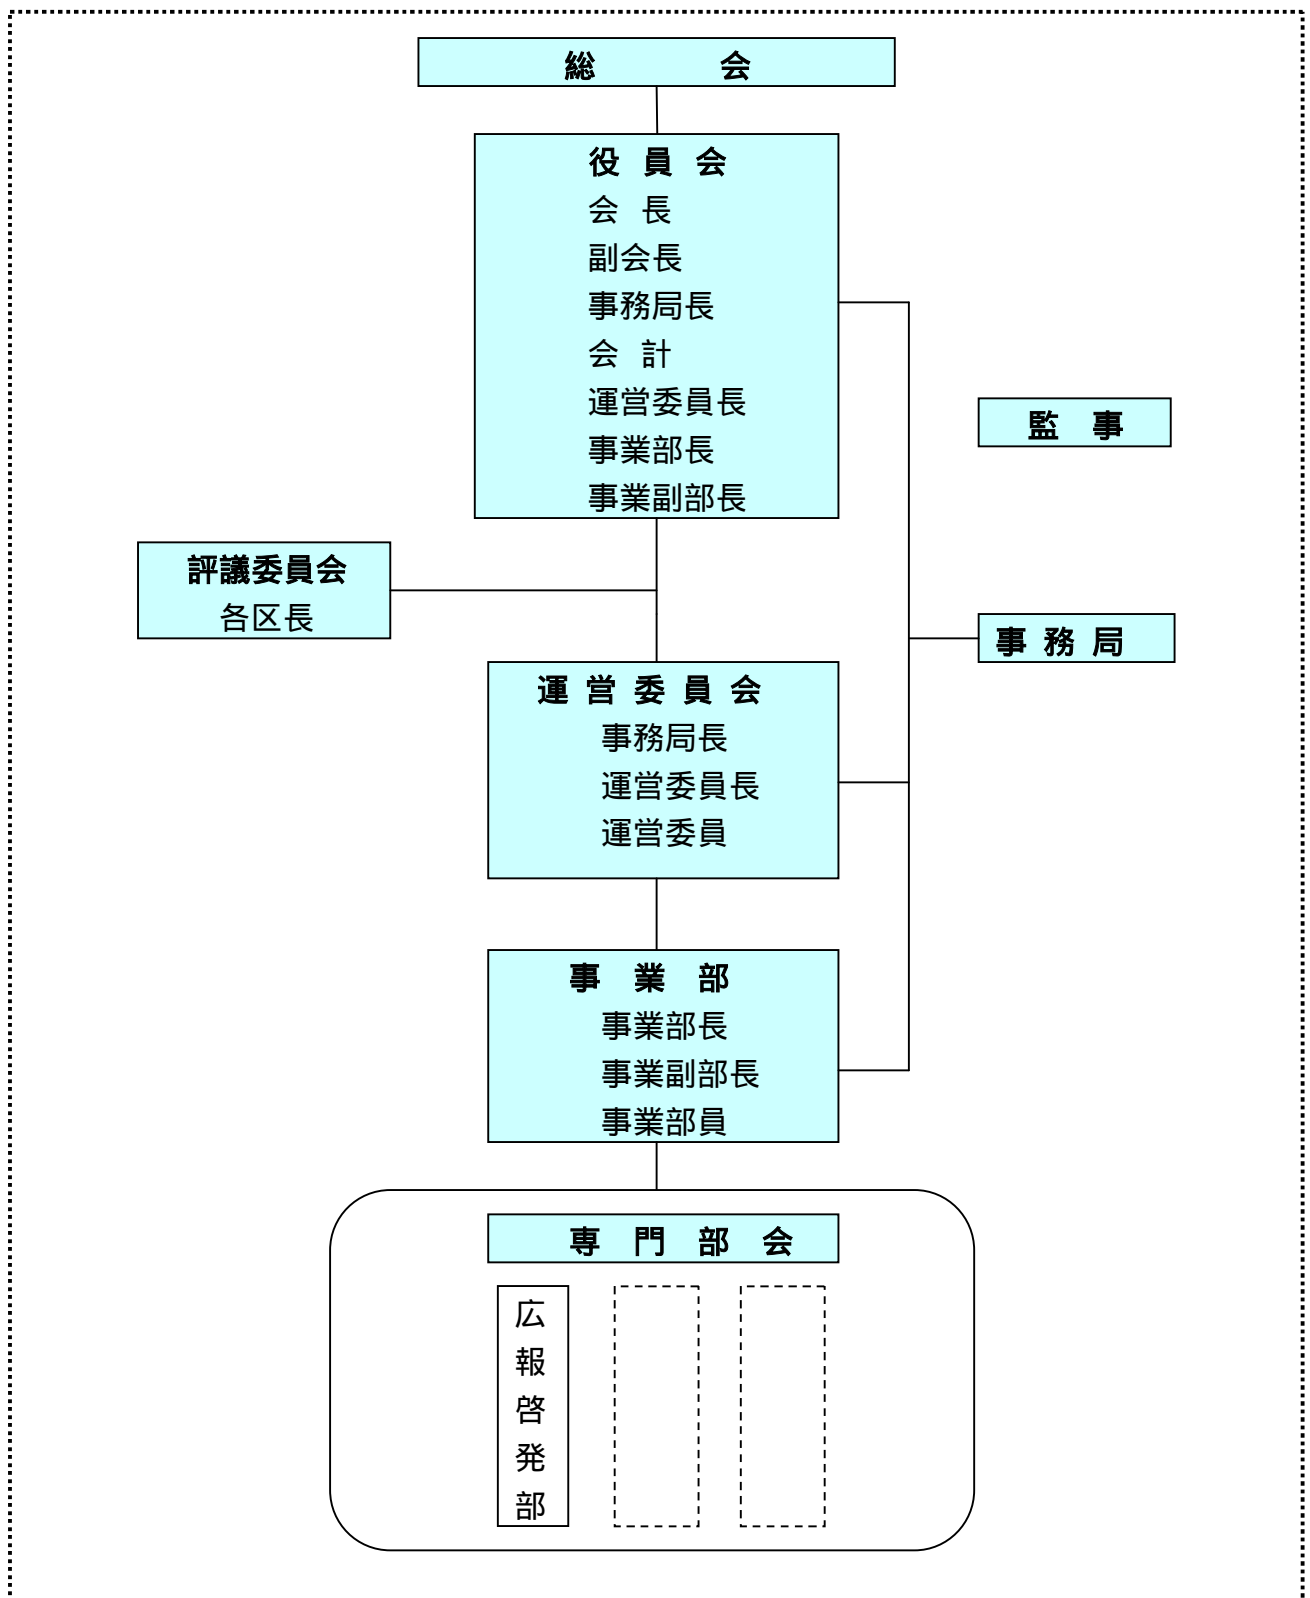 総　会
役 員 会
会 長
副会長
事務局長
会 計
運営委員長
事業部長
事業副部長
監 事
評議委員会
各区長
事 務 局
運 営 委 員 会
事務局長
運営委員長
運営委員
事 業 部
事業部長
事業副部長
事業部員
専 門 部 会
広報啓発部